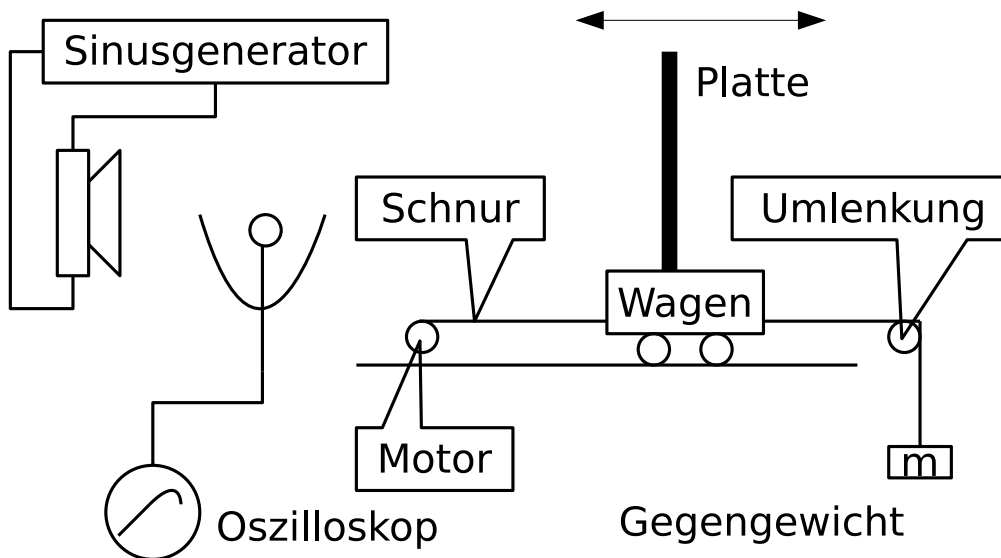 Sinusgenerator
Platte
Schnur
Umlenkung
Wagen
Motor
m
Oszilloskop
Gegengewicht